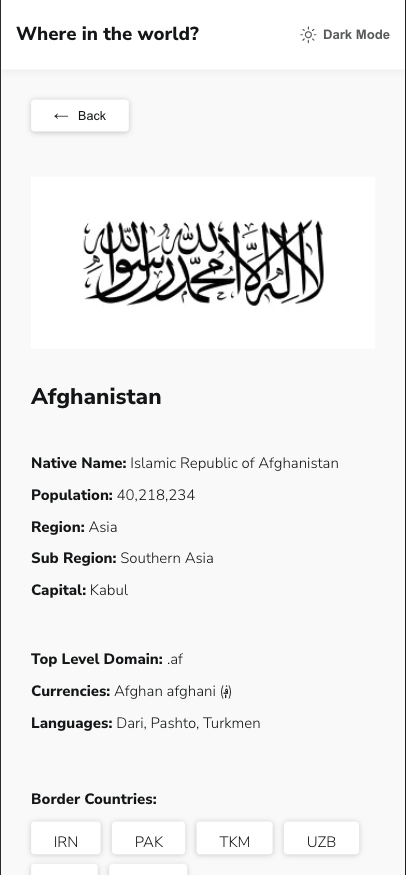 Where in the world?
Dark Mode
← Back
لا إله إلا الله محمد رسول الله
Afghanistan
Native Name: Islamic Republic of Afghanistan
Population: 40,218,234
Region: Asia
Sub Region: Southern Asia
Capital: Kabul
Top Level Domain: .af
Currencies: Afghan afghani (؋)
Languages: Dari, Pashto, Turkmen
Border Countries:
IRN PAK TKM UZB